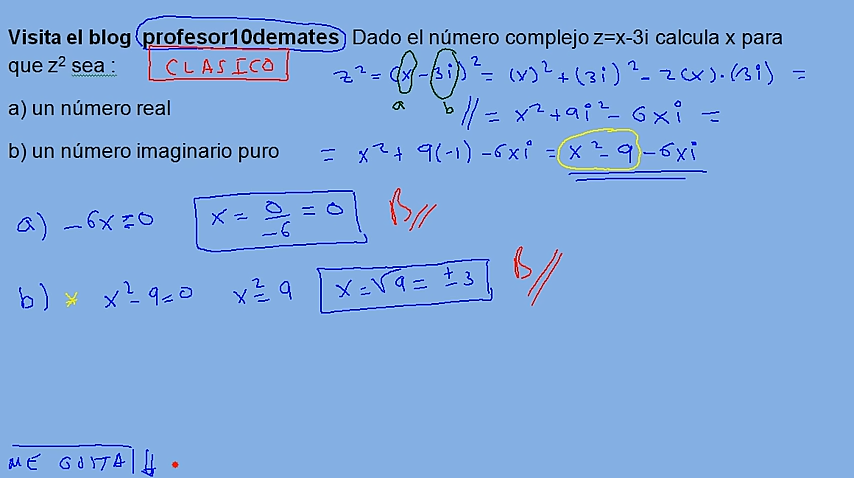 Visita el blog profesor10demates Dado el número complejo z=x-3i calcula x para
que z² sea : CLASICO
z² = (x - 3i)² = (x)² + (3i)² - 2(x)·(3i) =
a b
a) un número real
// = x² + 9i² - 6xi =
b) un número imaginario puro
= x² + 9(-1) - 6xi = x² - 9 - 6xi
a) -6x = 0 x = 0/-6 = 0 B//
b) * x² - 9 = 0 x² = 9 x = √9 = ±3 B//
ME GUSTA